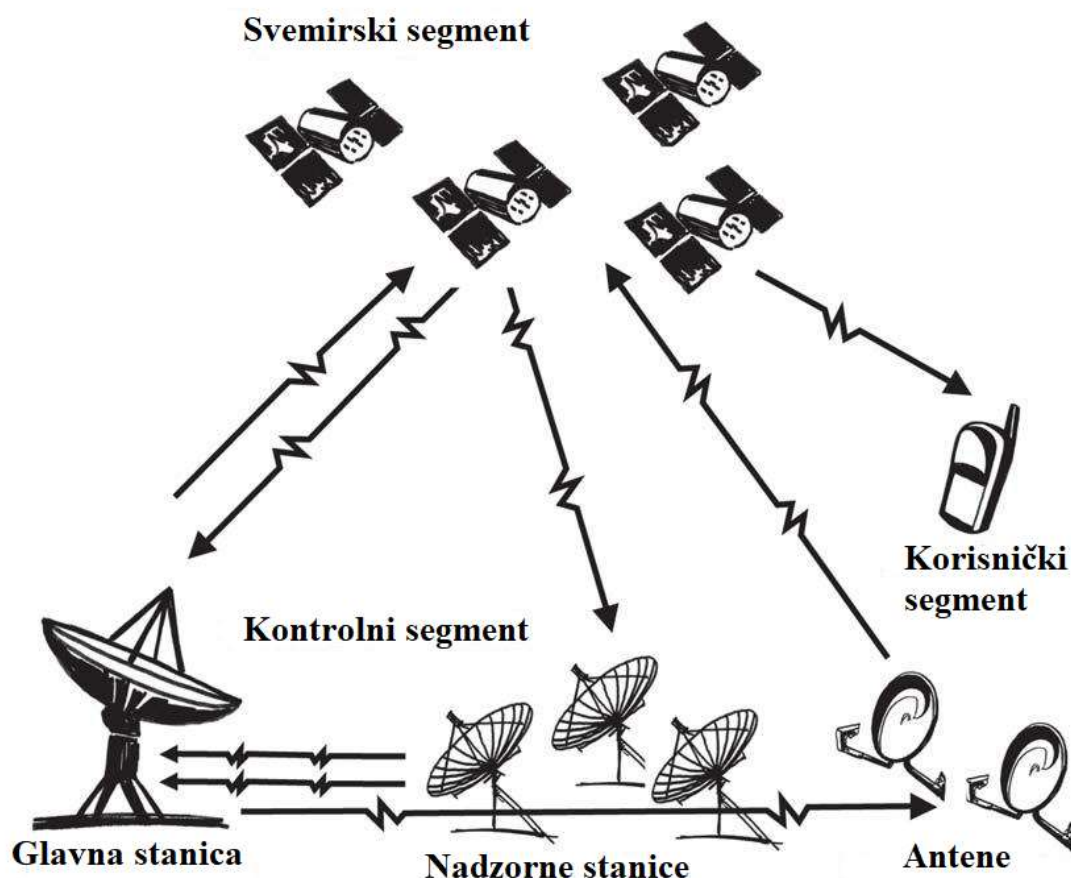 Svemirski segment
Korisnički
segment
Kontrolni segment
Glavna stanica
Nadzorne stanice
Antene